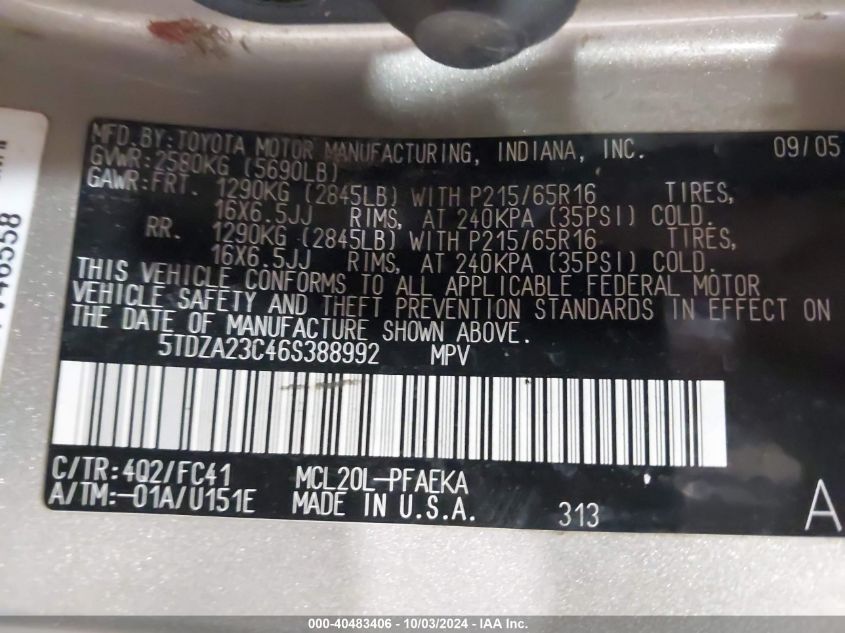 MFD. BY: TOYOTA MOTOR MANUFACTURING, INDIANA, INC. 09/05
GVWR: 2580KG (5690LB)
GAWR: FRT. 1290KG (2845LB) WITH P215/65R16 TIRES,
16X6.5JJ RIMS, AT 240KPA (35PSI) COLD.
RR. 1290KG (2845LB) WITH P215/65R16 TIRES,
16X6.5JJ RIMS, AT 240KPA (35PSI) COLD.
THIS VEHICLE CONFORMS TO ALL APPLICABLE FEDERAL MOTOR
VEHICLE SAFETY AND THEFT PREVENTION STANDARDS IN EFFECT ON
THE DATE OF MANUFACTURE SHOWN ABOVE.
5TDZA23C46S388992 MPV
C/TR: 4Q2/FC41 MCL20L-PFAEKA
A/TM: -01A/U151E MADE IN U.S.A. 313 A
000-40483406 - 10/03/2024 - IAA Inc.